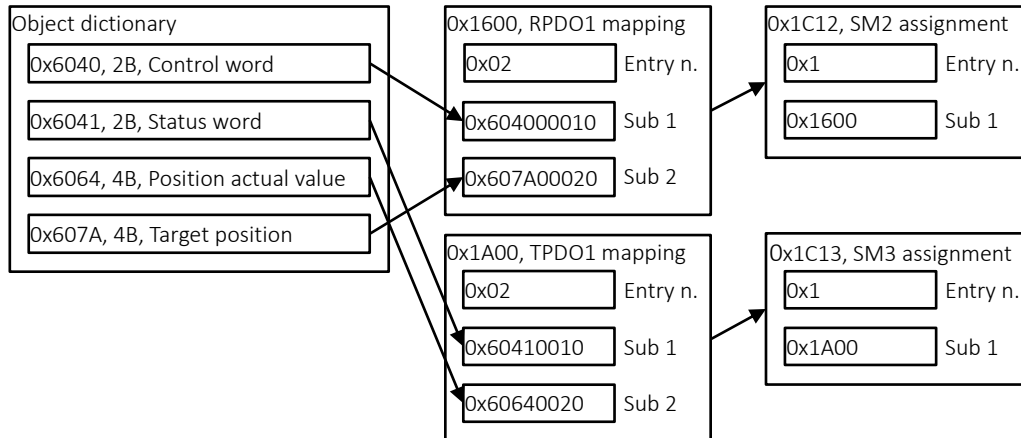 Object dictionary
0x6040, 2B, Control word
0x6041, 2B, Status word
0x6064, 4B, Position actual value
0x607A, 4B, Target position
0x1600, RPDO1 mapping
0x02 Entry n.
0x604000010 Sub 1
0x607A00020 Sub 2
0x1A00, TPDO1 mapping
0x02 Entry n.
0x60410010 Sub 1
0x60640020 Sub 2
0x1C12, SM2 assignment
0x1 Entry n.
0x1600 Sub 1
0x1C13, SM3 assignment
0x1 Entry n.
0x1A00 Sub 1